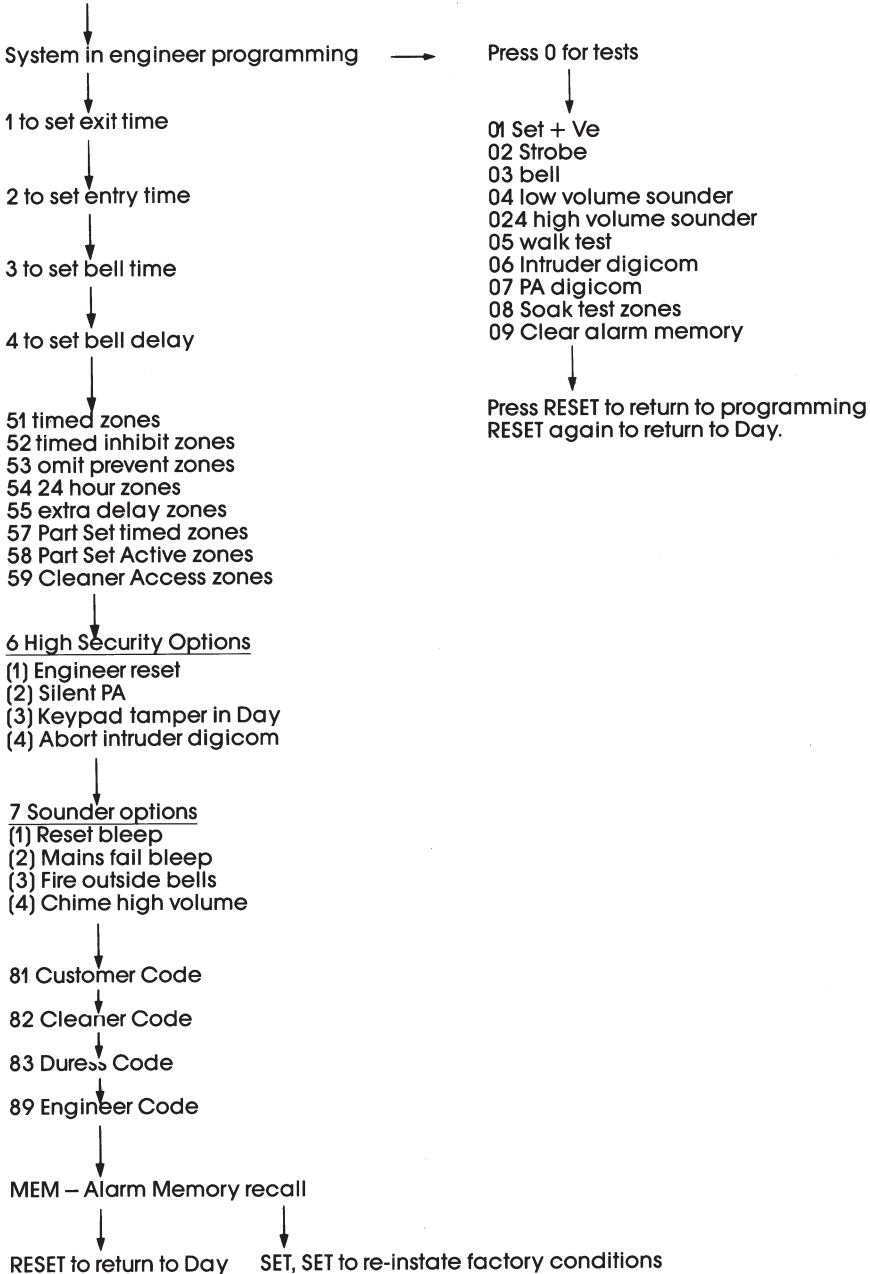 System in engineer programming
1 to set exit time
2 to set entry time
3 to set bell time
4 to set bell delay
51 timed zones
52 timed inhibit zones
53 omit prevent zones
54 24 hour zones
55 extra delay zones
57 Part Set timed zones
58 Part Set Active zones
59 Cleaner Access zones
6 High Security Options
(1) Engineer reset
(2) Silent PA
(3) Keypad tamper in Day
(4) Abort intruder digicom
7 Sounder options
(1) Reset bleep
(2) Mains fail bleep
(3) Fire outside bells
(4) Chime high volume
81 Customer Code
82 Cleaner Code
83 Duress Code
89 Engineer Code
MEM – Alarm Memory recall
RESET to return to Day
SET, SET to re-instate factory conditions
Press 0 for tests
01 Set + Ve
02 Strobe
03 bell
04 low volume sounder
024 high volume sounder
05 walk test
06 Intruder digicom
07 PA digicom
08 Soak test zones
09 Clear alarm memory
Press RESET to return to programming
RESET again to return to Day.